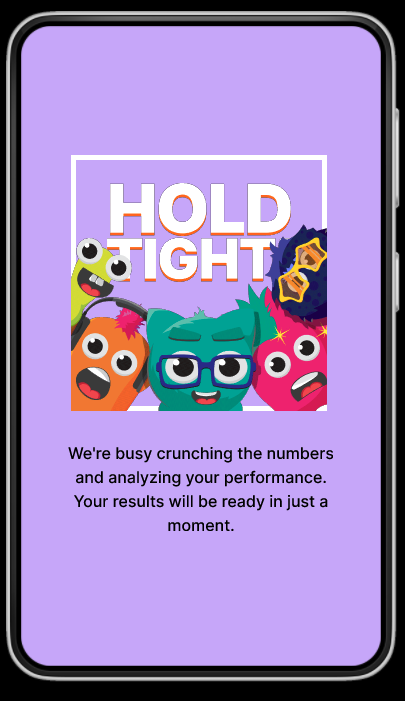 HOLD
TIGHT
We're busy crunching the numbers
and analyzing your performance.
Your results will be ready in just a
moment.